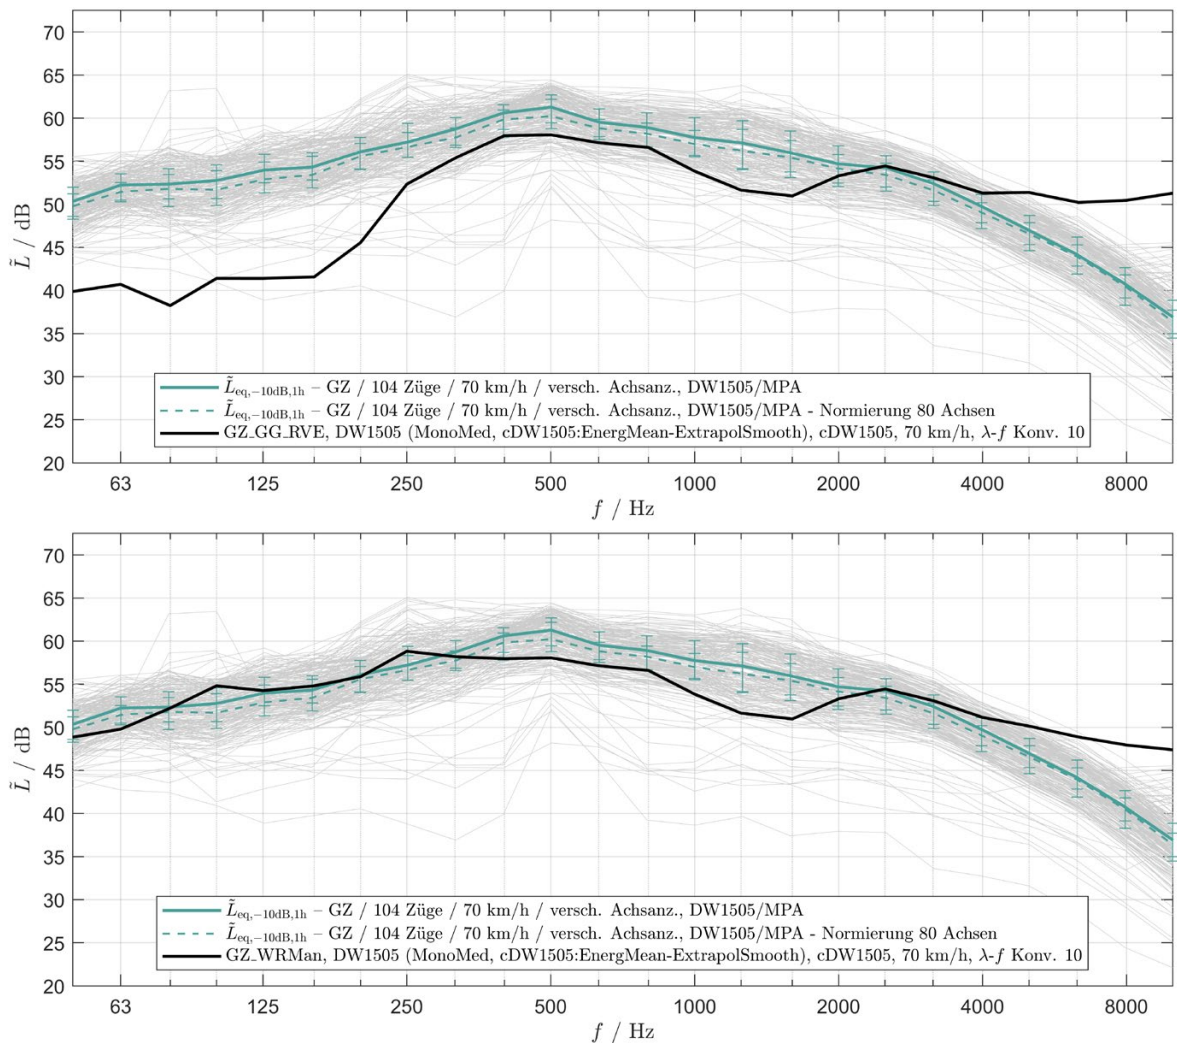 70
65
60
55
50
45
40
35
30
25
20
L̃ / dB
L̃eq,−10dB,1h – GZ / 104 Züge / 70 km/h / versch. Achsanz., DW1505/MPA
L̃eq,−10dB,1h – GZ / 104 Züge / 70 km/h / versch. Achsanz., DW1505/MPA - Normierung 80 Achsen
GZ_GG_RVE, DW1505 (MonoMed, cDW1505:EnergMean-ExtrapolSmooth), cDW1505, 70 km/h, λ-f Konv. 10
63 125 250 500 1000 2000 4000 8000
f / Hz
70
65
60
55
50
45
40
35
30
25
20
L̃ / dB
L̃eq,−10dB,1h – GZ / 104 Züge / 70 km/h / versch. Achsanz., DW1505/MPA
L̃eq,−10dB,1h – GZ / 104 Züge / 70 km/h / versch. Achsanz., DW1505/MPA - Normierung 80 Achsen
GZ_WRMan, DW1505 (MonoMed, cDW1505:EnergMean-ExtrapolSmooth), cDW1505, 70 km/h, λ-f Konv. 10
63 125 250 500 1000 2000 4000 8000
f / Hz